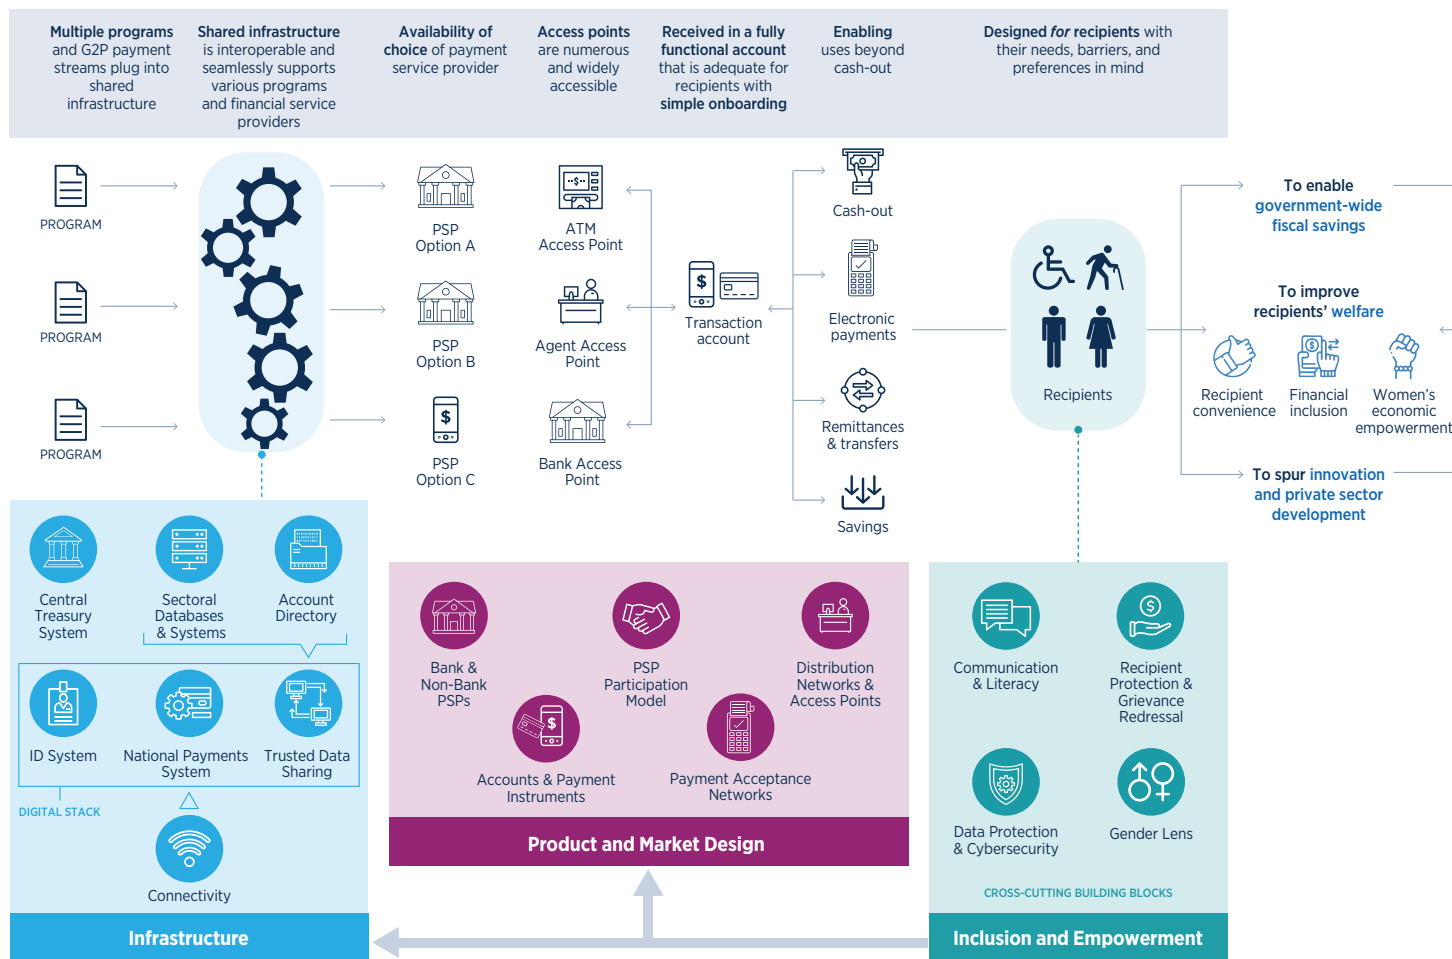 Multiple programs
and G2P payment
streams plug into
shared
infrastructure
Shared infrastructure
is interoperable and
seamlessly supports
various programs
and financial service
providers
Availability of
choice of payment
service provider
Access points
are numerous
and widely
accessible
Received in a fully
functional account
that is adequate for
recipients with
simple onboarding
Enabling
uses beyond
cash-out
Designed for recipients with
their needs, barriers, and
preferences in mind
PROGRAM
PROGRAM
PROGRAM
PSP
Option A
PSP
Option B
$
PSP
Option C
$
ATM
Access Point
Agent Access
Point
Bank Access
Point
$
Transaction
account
Cash-out
Electronic
payments
Remittances
& transfers
Savings
Recipients
To enable
government-wide
fiscal savings
To improve
recipients' welfare
$
Recipient
convenience
Financial
inclusion
Women's
economic
empowerment
To spur innovation
and private sector
development
Central
Treasury
System
Sectoral
Databases
& Systems
Account
Directory
ID System
National Payments
System
Trusted Data
Sharing
DIGITAL STACK
Connectivity
Infrastructure
Bank &
Non-Bank
PSPs
PSP
Participation
Model
Distribution
Networks &
Access Points
$
Accounts & Payment
Instruments
Payment Acceptance
Networks
Product and Market Design
Communication
& Literacy
$
Recipient
Protection &
Grievance
Redressal
Data Protection
& Cybersecurity
Gender Lens
CROSS-CUTTING BUILDING BLOCKS
Inclusion and Empowerment